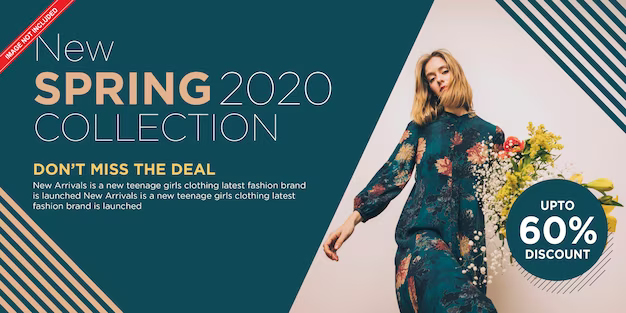 IMAGE NOT INCLUDED
New
SPRING 2020
COLLECTION
DON'T MISS THE DEAL
New Arrivals is a new teenage girls clothing latest fashion brand
is launched New Arrivals is a new teenage girls clothing latest
fashion brand is launched
UPTO
60%
DISCOUNT